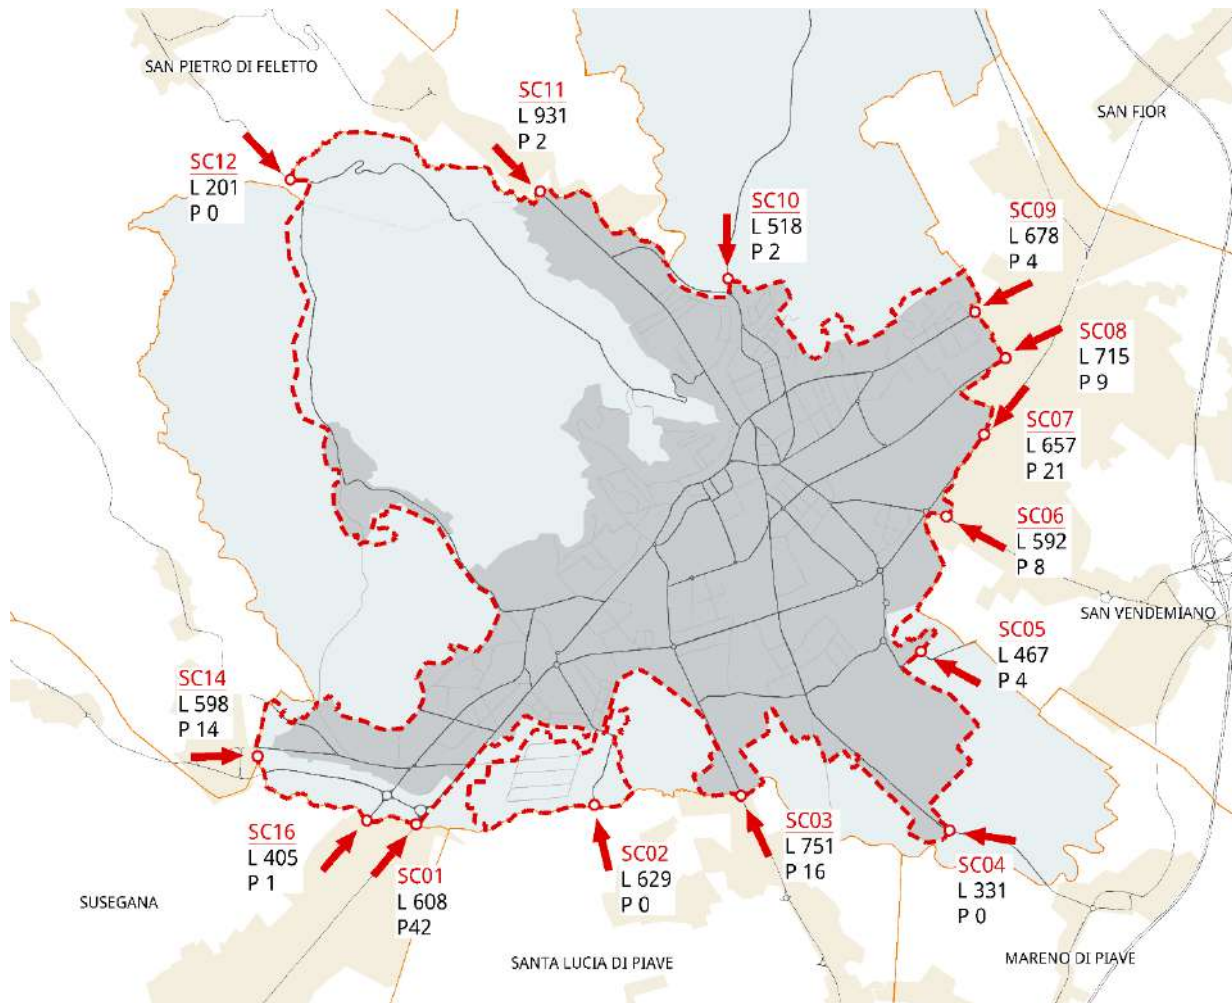 SAN PIETRO DI FELETTO
SC11
L 931
P 2
SAN FIOR
SC12
L 201
P 0
SC10
L 518
P 2
SC09
L 678
P 4
SC08
L 715
P 9
SC07
L 657
P 21
SC06
L 592
P 8
SAN VENDEMIANO
SC05
L 467
P 4
SC14
L 598
P 14
SC16
L 405
P 1
SC01
L 608
P42
SC02
L 629
P 0
SC03
L 751
P 16
SC04
L 331
P 0
SUSEGANA
SANTA LUCIA DI PIAVE
MARENO DI PIAVE